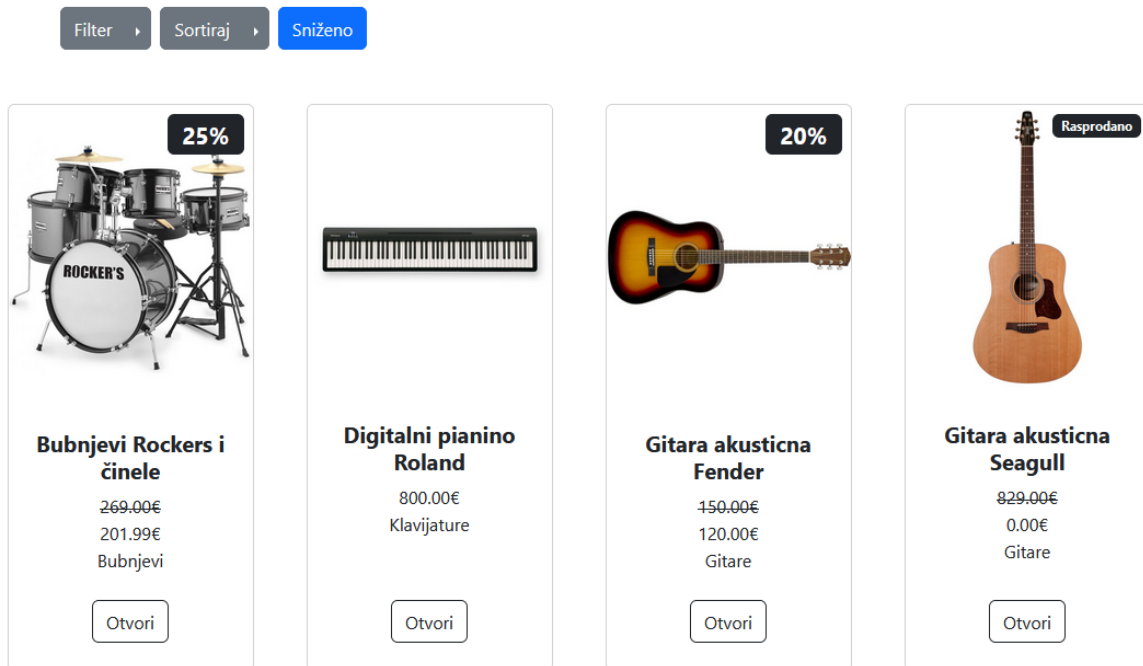 Filter
Sortiraj
Sniženo
25%
ROCKER'S
Bubnjevi Rockers i
činele
269.00€
201.99€
Bubnjevi
Otvori
Digitalni pianino
Roland
800.00€
Klavijature
Otvori
20%
Gitara akusticna
Fender
150.00€
120.00€
Gitare
Otvori
Rasprodano
Gitara akusticna
Seagull
829.00€
0.00€
Gitare
Otvori